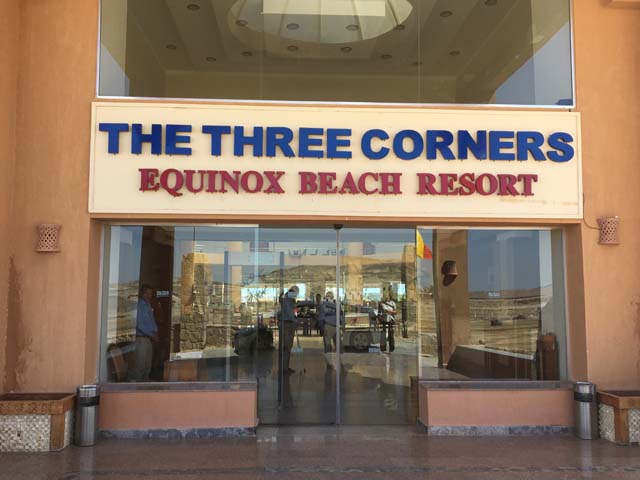 THE THREE CORNERS
EQUINOX BEACH RESORT